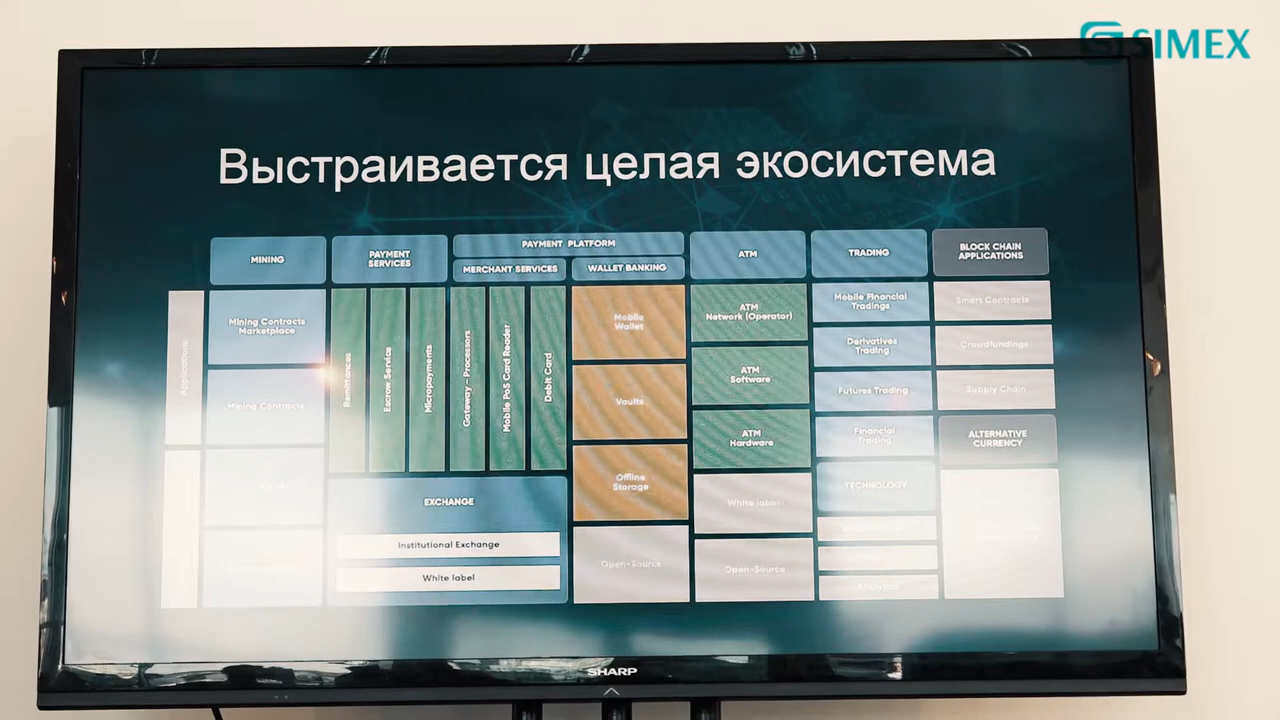 SIMEX
Выстраивается целая экосистема
MINING
PAYMENT
SERVICES
PAYMENT PLATFORM
MERCHANT SERVICES
WALLET BANKING
ATM
TRADING
BLOCK CHAIN
APPLICATIONS
Applications
Mining Contracts
Marketplace
Mining Contracts
Remittances
Escrow Service
Micropayments
Gateway - Processors
Mobile PoS Card Reader
Debit Card
Mobile
Wallet
Vaults
Offline
Storage
Open-Source
ATM
Network (Operator)
ATM
Software
ATM
Hardware
White label
Open-Source
Mobile Financial
Tradings
Derivatives
Trading
Futures Trading
Financial
Trading
TECHNOLOGY
Analytics
Smart Contracts
Crowdfundings
Supply Chain
ALTERNATIVE
CURRENCY
EXCHANGE
Institutional Exchange
White label
SHARP